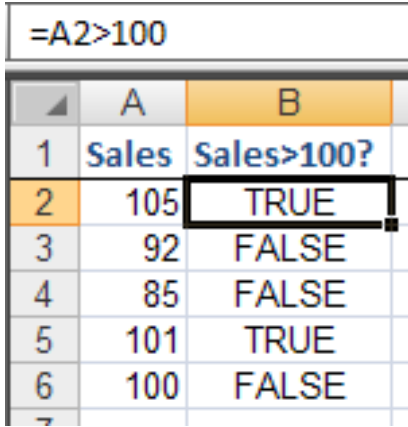 =A2>100
A B
1 Sales Sales>100?
2 105 TRUE
3 92 FALSE
4 85 FALSE
5 101 TRUE
6 100 FALSE